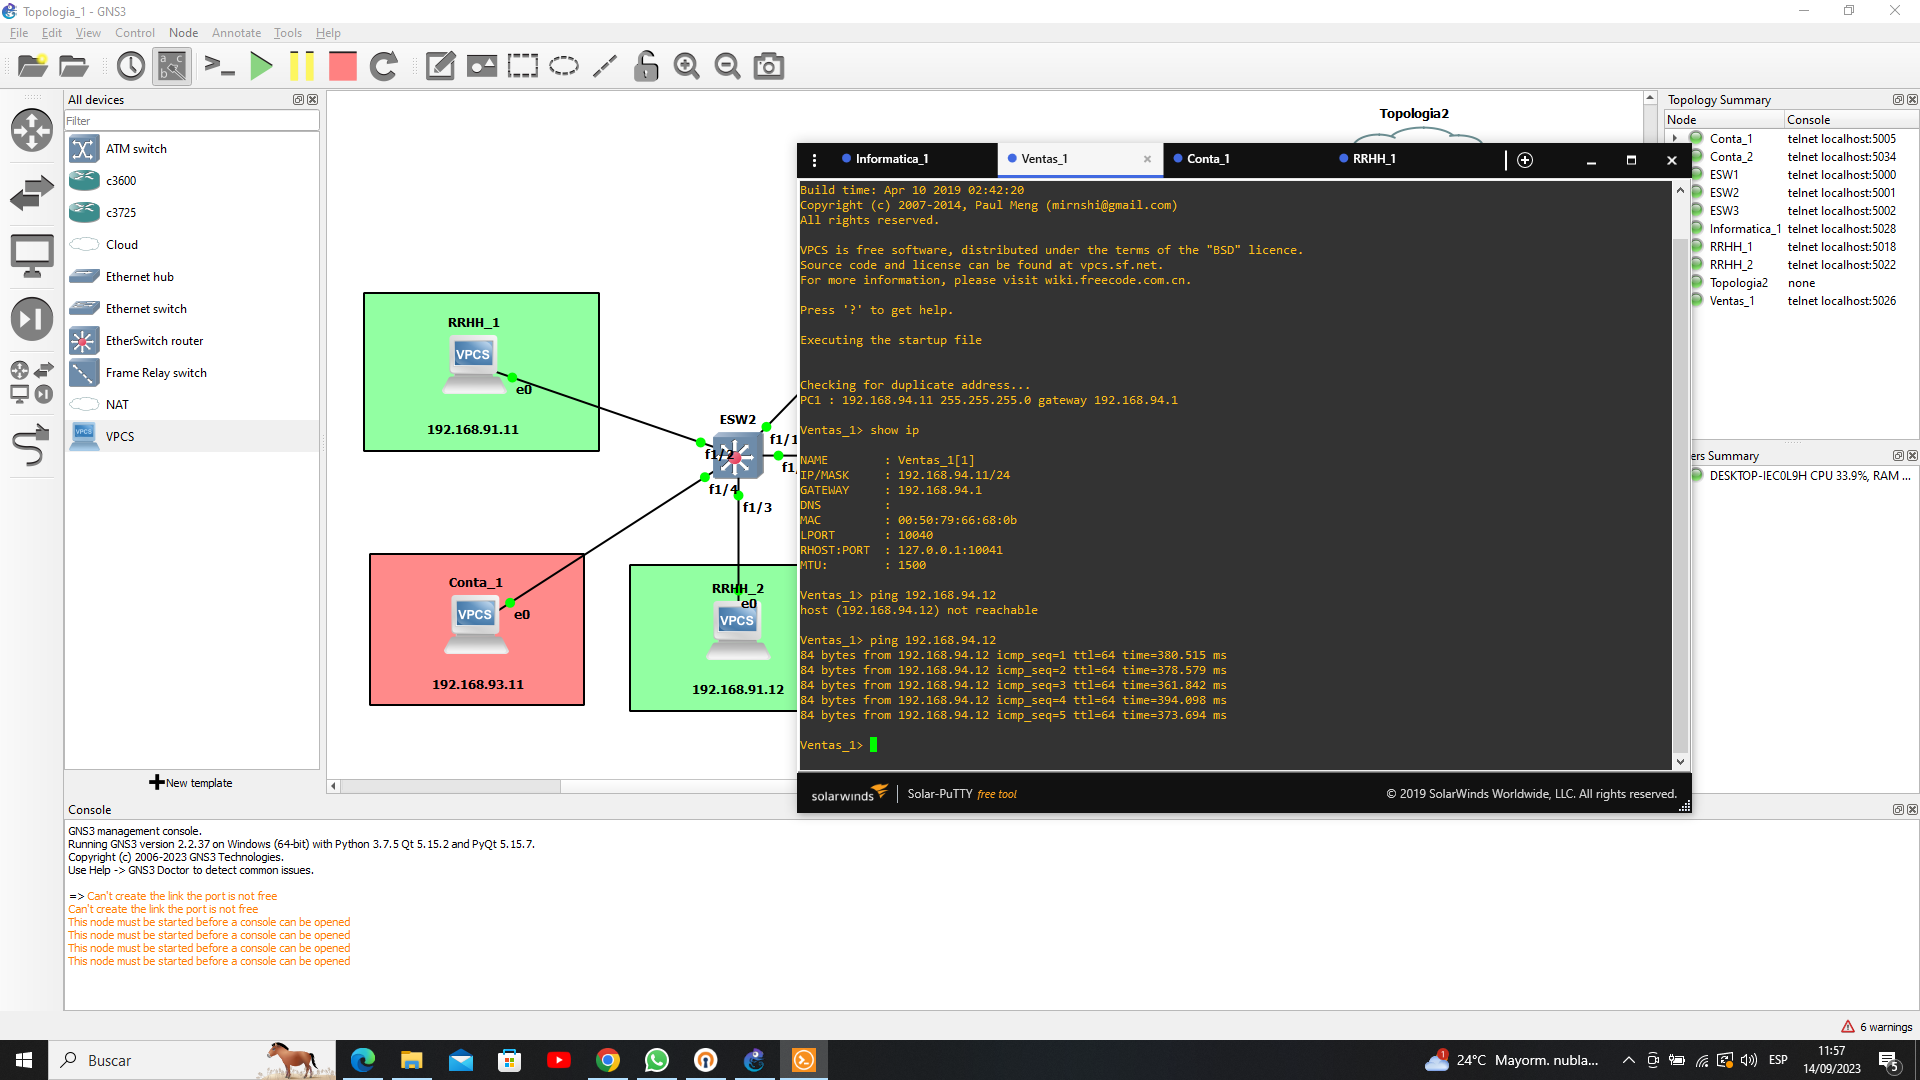 Topologia_1 - GNS3
File Edit View Control Node Annotate Tools Help
All devices
Filter
ATM switch
c3600
c3725
Cloud
Ethernet hub
Ethernet switch
EtherSwitch router
Frame Relay switch
NAT
VPCS
New template
RRHH_1
VPCS
e0
192.168.91.11
ESW2
f1/1
f1/2
f1/
f1/4
f1/3
Conta_1
VPCS
e0
192.168.93.11
RRHH_2
e0
VPCS
192.168.91.12
Topologia2
Informatica_1
Ventas_1
Conta_1
RRHH_1
Build time: Apr 10 2019 02:42:20
Copyright (c) 2007-2014, Paul Meng (mirnshi@gmail.com)
All rights reserved.
VPCS is free software, distributed under the terms of the "BSD" licence.
Source code and license can be found at vpcs.sf.net.
For more information, please visit wiki.freecode.com.cn.
Press '?' to get help.
Executing the startup file
Checking for duplicate address...
PC1 : 192.168.94.11 255.255.255.0 gateway 192.168.94.1
Ventas_1> show ip
NAME : Ventas_1[1]
IP/MASK : 192.168.94.11/24
GATEWAY : 192.168.94.1
DNS :
MAC : 00:50:79:66:68:0b
LPORT : 10040
RHOST:PORT : 127.0.0.1:10041
MTU: : 1500
Ventas_1> ping 192.168.94.12
host (192.168.94.12) not reachable
Ventas_1> ping 192.168.94.12
84 bytes from 192.168.94.12 icmp_seq=1 ttl=64 time=380.515 ms
84 bytes from 192.168.94.12 icmp_seq=2 ttl=64 time=378.579 ms
84 bytes from 192.168.94.12 icmp_seq=3 ttl=64 time=361.842 ms
84 bytes from 192.168.94.12 icmp_seq=4 ttl=64 time=394.098 ms
84 bytes from 192.168.94.12 icmp_seq=5 ttl=64 time=373.694 ms
Ventas_1>
solarwinds Solar-PuTTY free tool © 2019 SolarWinds Worldwide, LLC. All rights reserved.
Topology Summary
Node Console
Conta_1 telnet localhost:5005
Conta_2 telnet localhost:5034
ESW1 telnet localhost:5000
ESW2 telnet localhost:5001
ESW3 telnet localhost:5002
Informatica_1 telnet localhost:5028
RRHH_1 telnet localhost:5018
RRHH_2 telnet localhost:5022
Topologia2 none
Ventas_1 telnet localhost:5026
ers Summary
DESKTOP-IEC0L9H CPU 33.9%, RAM ...
Console
GNS3 management console.
Running GNS3 version 2.2.37 on Windows (64-bit) with Python 3.7.5 Qt 5.15.2 and PyQt 5.15.7.
Copyright (c) 2006-2023 GNS3 Technologies.
Use Help -> GNS3 Doctor to detect common issues.
=> Can't create the link the port is not free
Can't create the link the port is not free
This node must be started before a console can be opened
This node must be started before a console can be opened
This node must be started before a console can be opened
This node must be started before a console can be opened
6 warnings
Buscar
1
24°C Mayorm. nubla...
ESP
11:57
14/09/2023
5